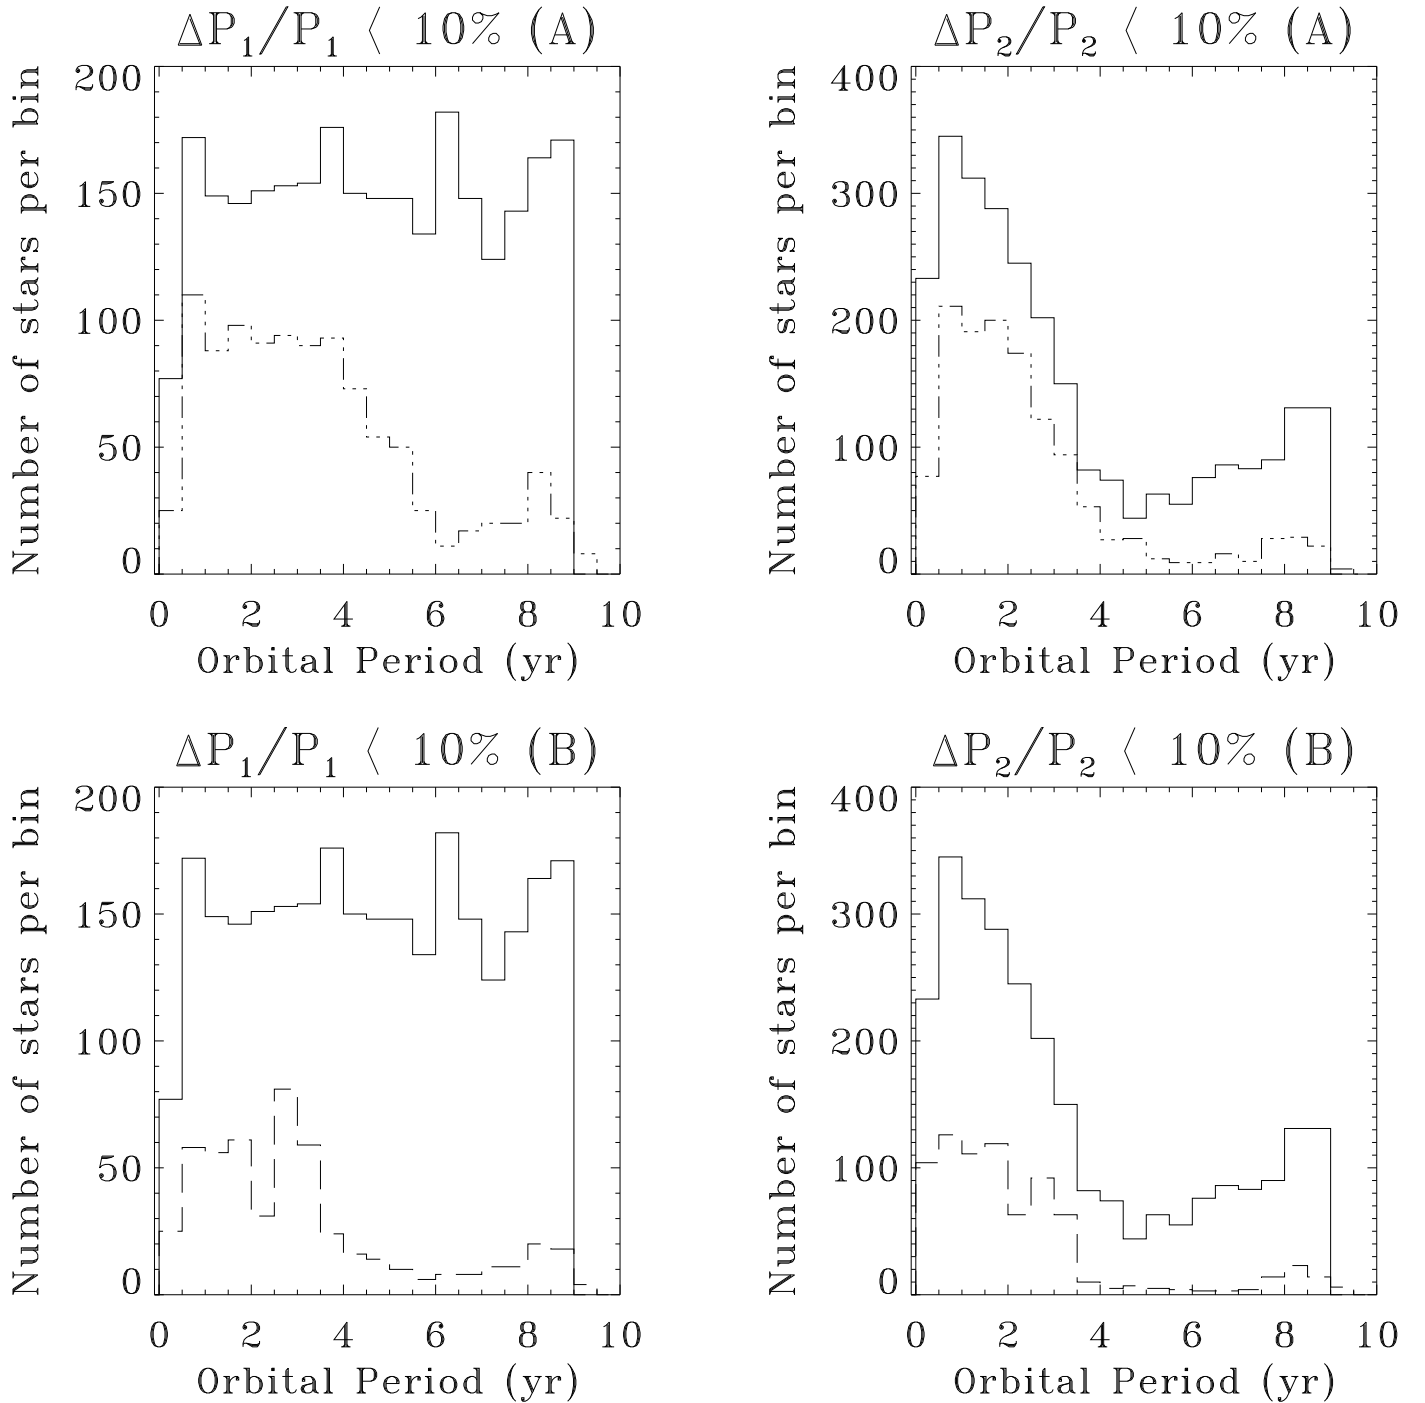 ΔP₁/P₁ < 10% (A)
Number of stars per bin
200
150
100
50
0
0 2 4 6 8 10
Orbital Period (yr)
ΔP₂/P₂ < 10% (A)
Number of stars per bin
400
300
200
100
0
0 2 4 6 8 10
Orbital Period (yr)
ΔP₁/P₁ < 10% (B)
Number of stars per bin
200
150
100
50
0
0 2 4 6 8 10
Orbital Period (yr)
ΔP₂/P₂ < 10% (B)
Number of stars per bin
400
300
200
100
0
0 2 4 6 8 10
Orbital Period (yr)